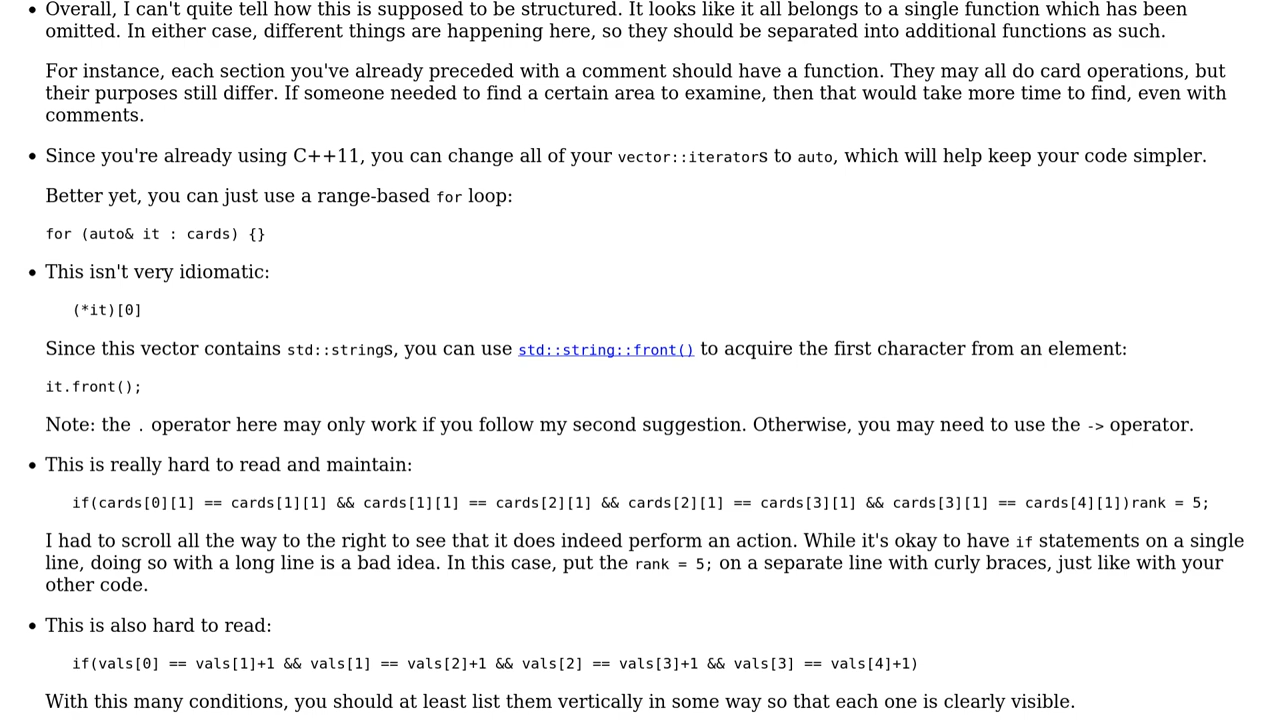 • Overall, I can't quite tell how this is supposed to be structured. It looks like it all belongs to a single function which has been
omitted. In either case, different things are happening here, so they should be separated into additional functions as such.
For instance, each section you've already preceded with a comment should have a function. They may all do card operations, but
their purposes still differ. If someone needed to find a certain area to examine, then that would take more time to find, even with
comments.
• Since you're already using C++11, you can change all of your vector::iterators to auto, which will help keep your code simpler.
Better yet, you can just use a range-based for loop:
for (auto& it : cards) {}
• This isn't very idiomatic:
(*it)[0]
Since this vector contains std::strings, you can use std::string::front() to acquire the first character from an element:
it.front();
Note: the . operator here may only work if you follow my second suggestion. Otherwise, you may need to use the -> operator.
• This is really hard to read and maintain:
if(cards[0][1] == cards[1][1] && cards[1][1] == cards[2][1] && cards[2][1] == cards[3][1] && cards[3][1] == cards[4][1])rank = 5;
I had to scroll all the way to the right to see that it does indeed perform an action. While it's okay to have if statements on a single
line, doing so with a long line is a bad idea. In this case, put the rank = 5; on a separate line with curly braces, just like with your
other code.
• This is also hard to read:
if(vals[0] == vals[1]+1 && vals[1] == vals[2]+1 && vals[2] == vals[3]+1 && vals[3] == vals[4]+1)
With this many conditions, you should at least list them vertically in some way so that each one is clearly visible.